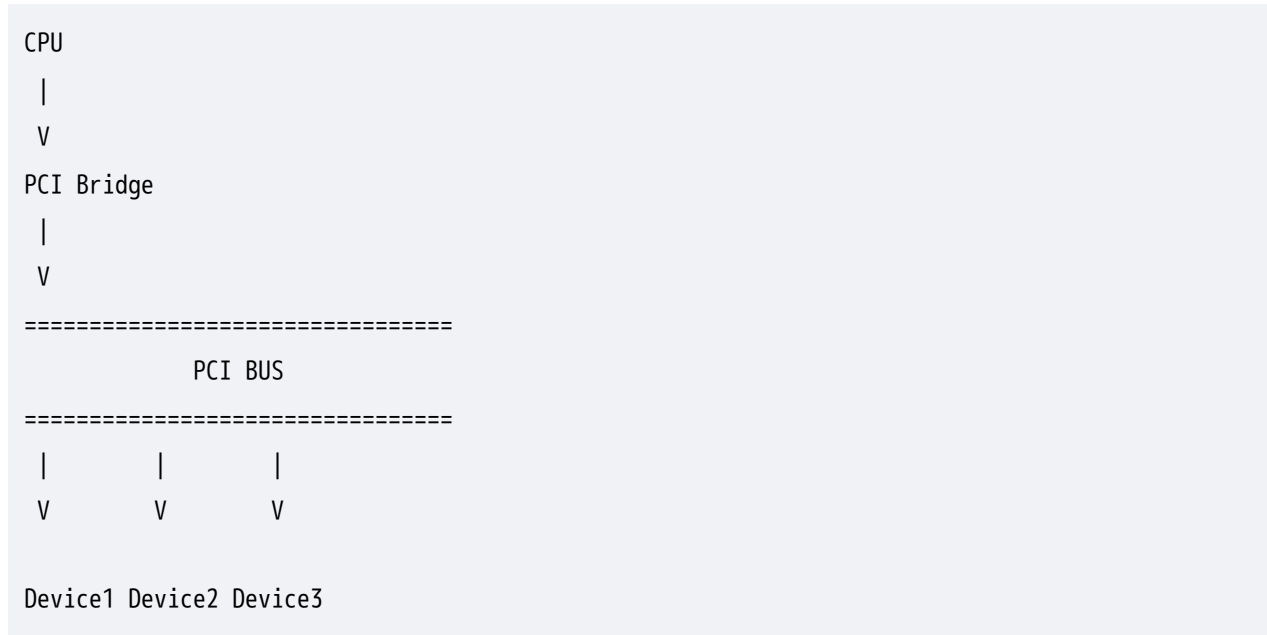 CPU
 |
 V
PCI Bridge
 |
 V
=================================
             PCI BUS
=================================
 |        |        |
 V        V        V

Device1 Device2 Device3